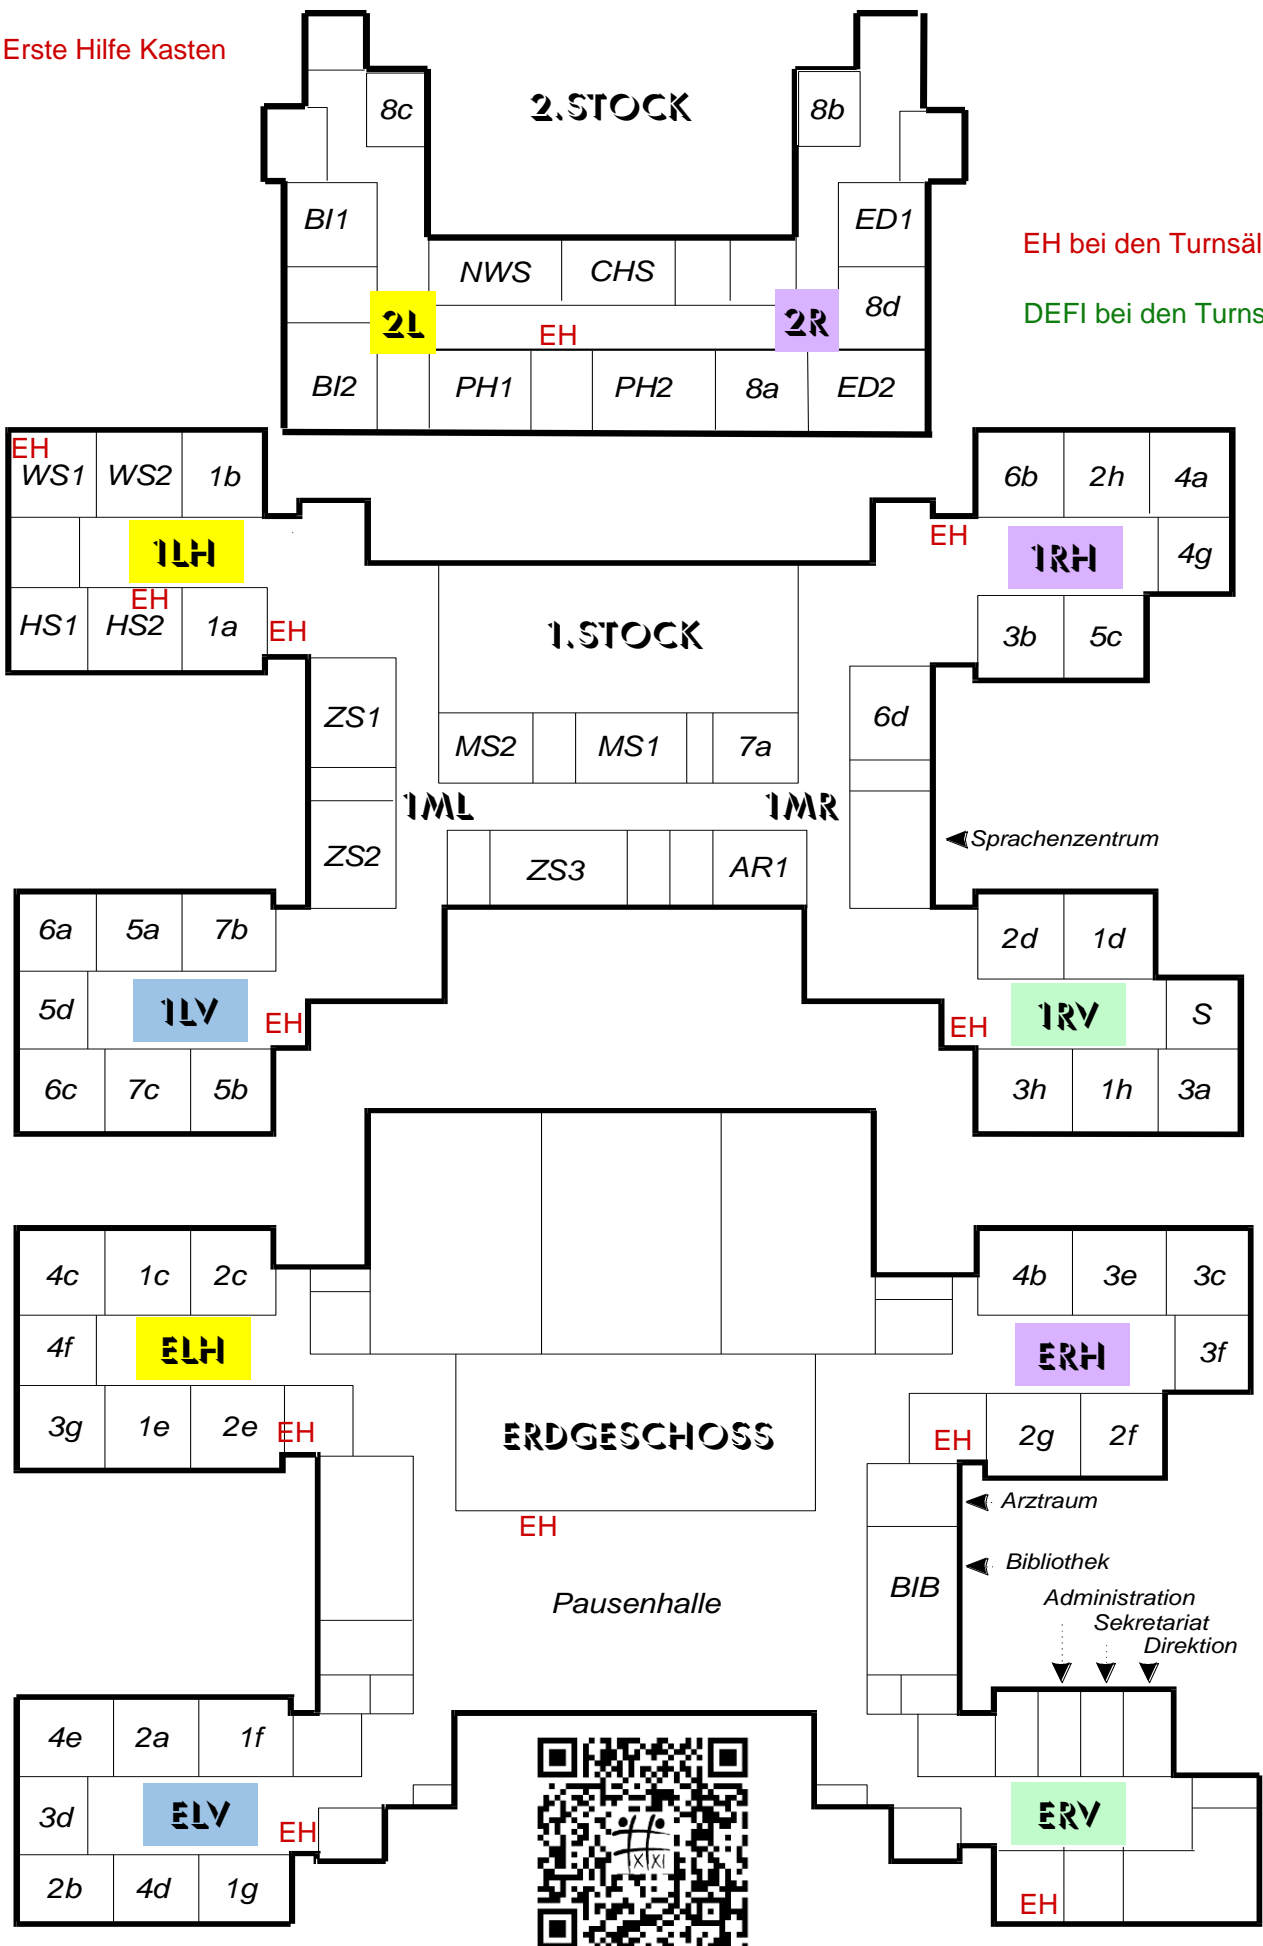 Erste Hilfe Kasten
8c
2.STOCK
8b
BI1
ED1
EH bei den Turnsäl
NWS
CHS
8d
DEFI bei den Turns
2L
EH
2R
BI2
PH1
PH2
8a
ED2
EH
WS1
WS2
1b
6b
2h
4a
1LH
EH
1RH
4g
EH
HS1
HS2
1a
EH
1.STOCK
3b
5c
ZS1
6d
MS2
MS1
7a
1ML
1MR
ZS2
ZS3
AR1
Sprachenzentrum
6a
5a
7b
2d
1d
5d
1LV
EH
EH
1RV
S
6c
7c
5b
3h
1h
3a
4c
1c
2c
4b
3e
3c
4f
ELH
ERH
3f
3g
1e
2e
EH
ERDGESCHOSS
EH
2g
2f
Arztraum
EH
Bibliothek
BIB
Pausenhalle
Administration
Sekretariat
Direktion
4e
2a
1f
3d
ELV
EH
ERV
XXI
2b
4d
1g
EH